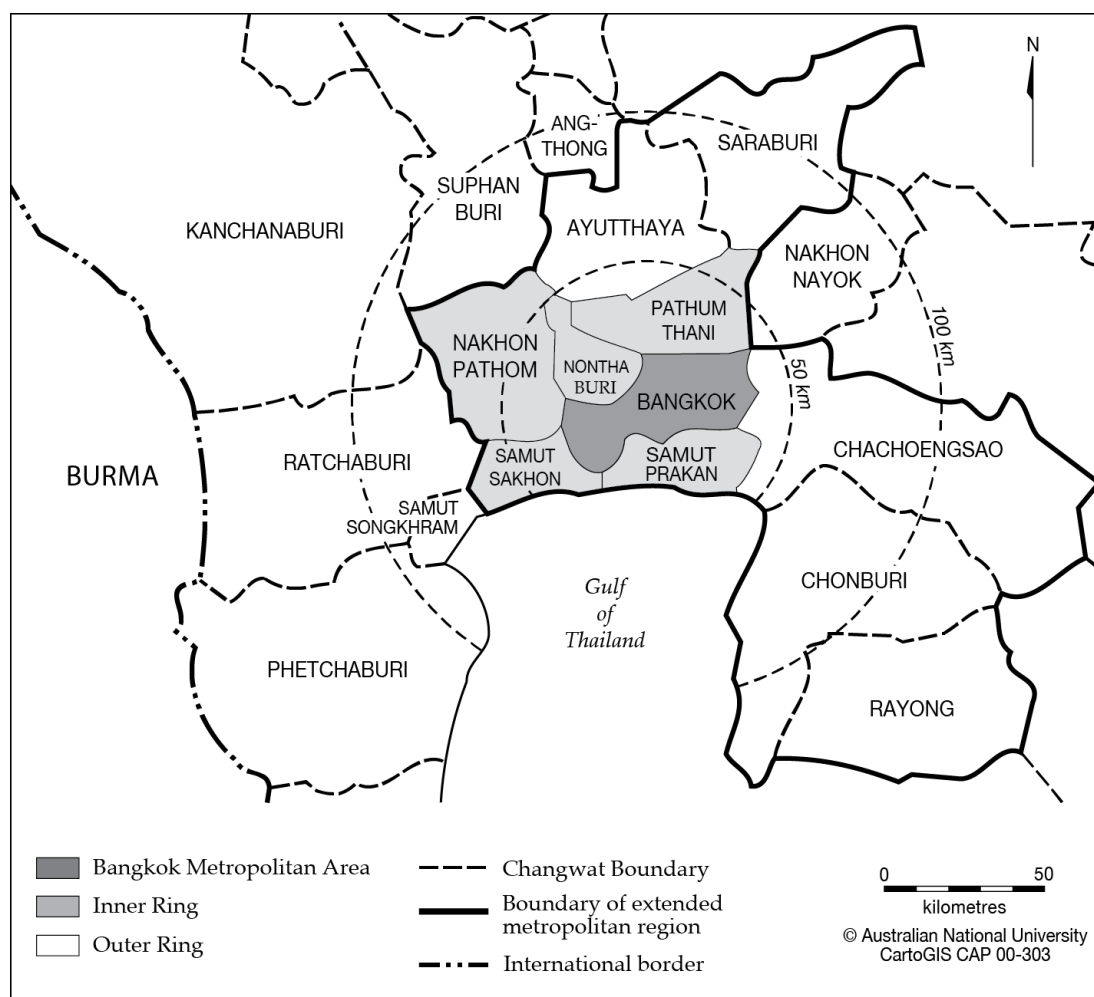 N
ANG-
THONG
SARABURI
SUPHAN
BURI
KANCHANABURI
AYUTTHAYA
NAKHON
NAYOK
PATHUM
THANI
100 km
NAKHON
PATHOM
NONTHA
BURI
50 km
BANGKOK
CHACHOENGSAO
BURMA
RATCHABURI
SAMUT
SAKHON
SAMUT
PRAKAN
SAMUT
SONGKHRAM
CHONBURI
Gulf
of
Thailand
PHETCHABURI
RAYONG
Bangkok Metropolitan Area
Inner Ring
Outer Ring
Changwat Boundary
Boundary of extended
metropolitan region
International border
0 50
kilometres
© Australian National University
CartoGIS CAP 00-303